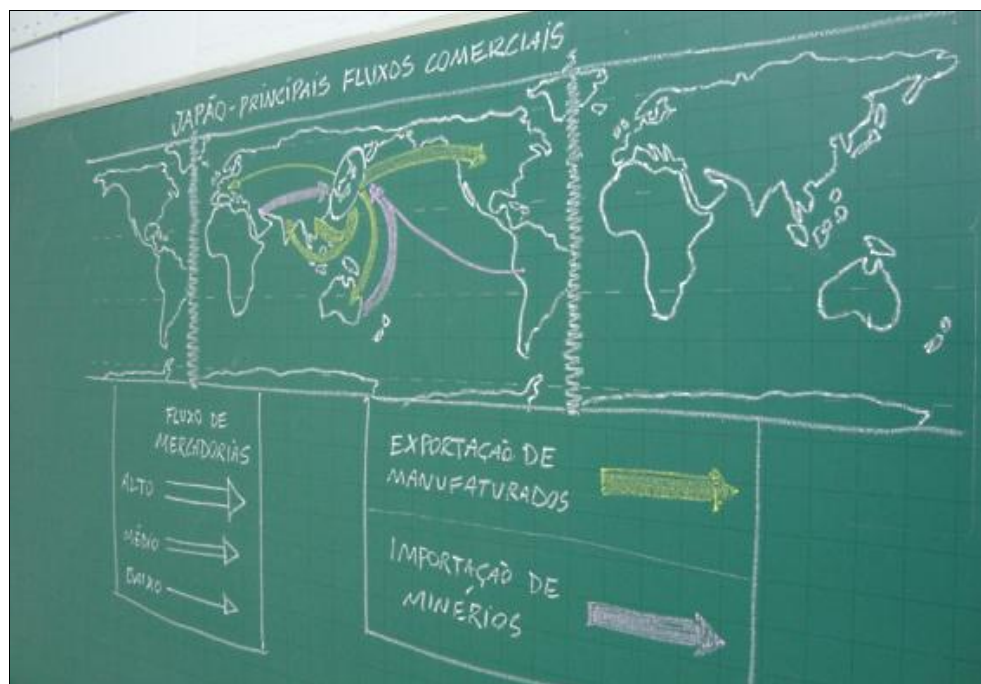 JAPÃO-PRINCIPAIS FLUXOS COMERCIAIS
FLUXO DE
MERCADORIAS
ALTO
MÉDIO
BAIXO
EXPORTAÇÃO DE
MANUFATURADOS
IMPORTAÇÃO DE
MINÉRIOS